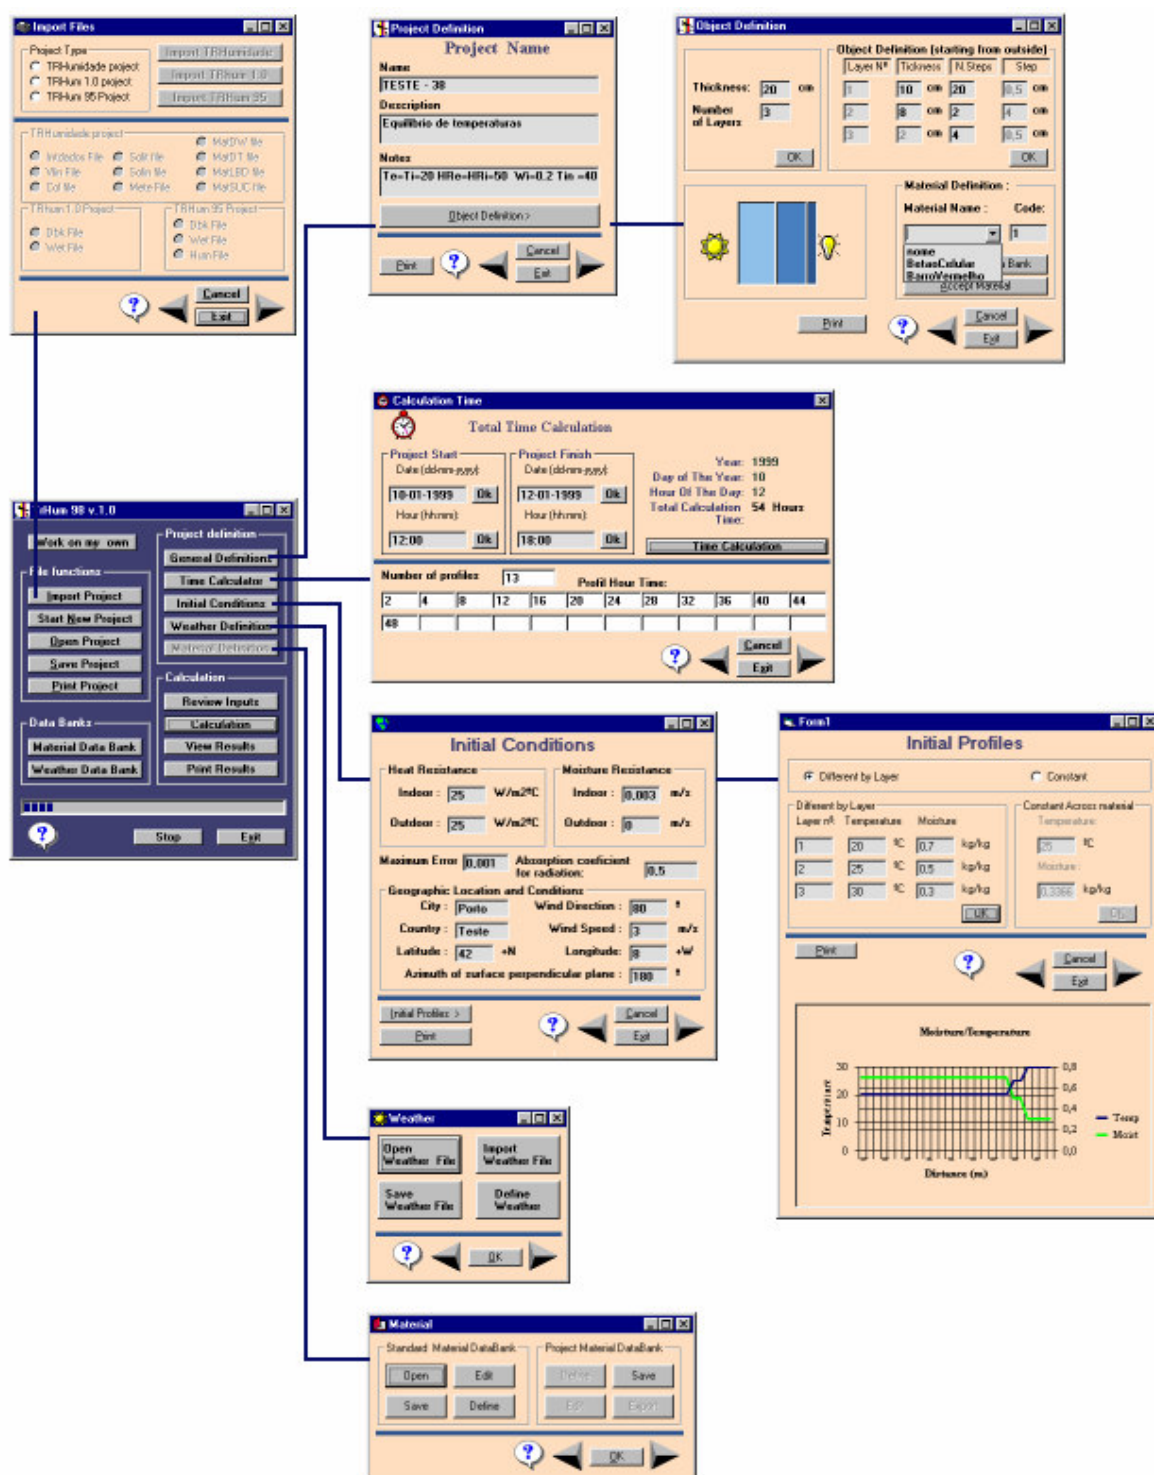 Import Files
Project Type
TRHumidade project
TRHum 1.0 project
TRHum 95 Project
Import TRHumidade
Import TRhum 1.0
Import TRHum 95
TRHumidade project
Intdados File
Vlin File
Col file
Solit file
Solin file
Mete File
MatDW file
MatDT file
MatLBD file
MatSUC file
TRhum 1.0 Project
Dbk File
Wet File
TRHum 95 Project
Dbk File
Wet File
Hum File
Cancel
Exit
Project Definition
Project Name
Name
TESTE - 38
Description
Equilibrio de temperaturas
Notes
Te=Ti=20 HRe=HRi=50 Wi=0.2 Tin =40
Object Definition >
Print
Cancel
Exit
Object Definition
Thickness: 20 cm
Number of Layers 3
OK
Object Definition (starting from outside)
Layer Nº Tickness N.Steps Step
1 10 cm 20 0,5 cm
2 8 cm 2 4 cm
3 2 cm 4 0,5 cm
OK
Material Definition :
Material Name : Code:
1
nome
BetaoCelular
BarroVermelho
Bank
Accept Material
Print
Cancel
Exit
Calculation Time
Total Time Calculation
Project Start
Date (dd-mm-yyyy):
10-01-1999 Ok
Hour (hh:mm):
12:00 Ok
Project Finish
Date (dd-mm-yyyy):
12-01-1999 Ok
Hour (hh:mm):
18:00 Ok
Year: 1999
Day of The Year: 10
Hour Of The Day: 12
Total Calculation Time: 54 Hours
Time Calculation
Number of profiles 13 Profil Hour Time:
2 4 8 12 16 20 24 28 32 36 40 44
48
Cancel
Exit
TrHum 98 v.1.0
Work on my own
File functions
Import Project
Start New Project
Open Project
Save Project
Print Project
Data Banks
Material Data Bank
Weather Data Bank
Project definition
General Definitions
Time Calculator
Initial Conditions
Weather Definition
Material Definition
Calculation
Review Inputs
Calculation
View Results
Print Results
Stop
Exit
Initial Conditions
Heat Resistance
Indoor : 25 W/m2ºC
Outdoor : 25 W/m2ºC
Moisture Resistance
Indoor : 0,003 m/s
Outdoor : 0 m/s
Maximum Error 0,001
Absorption coeficient for radiation: 0,5
Geographic Location and Conditions
City : Porto Wind Direction : 80 º
Country : Teste Wind Speed : 3 m/s
Latitude : 42 +N Longitude: 8 +W
Azimuth of surface perpendicular plane : 180 º
Initial Profiles >
Print
Cancel
Exit
Form1
Initial Profiles
Different by Layer
Constant
Different by Layer
Layer nº: Temperature Moisture
1 20 ºC 0,7 kg/kg
2 25 ºC 0,5 kg/kg
3 30 ºC 0,3 kg/kg
OK
Constant Across material
Temperature:
25 ºC
Moisture :
0,3366 kg/kg
OK
Print
Cancel
Exit
Moisture/Temperature
Temperature
30
20
10
0
0,8
0,6
0,4
0,2
0,0
Temp
Moist
Distance (m)
Weather
Open Weather File
Import Weather File
Save Weather File
Define Weather
OK
Material
Standard Material DataBank
Open
Edit
Save
Define
Project Material DataBank
Define
Save
Edit
Export
OK